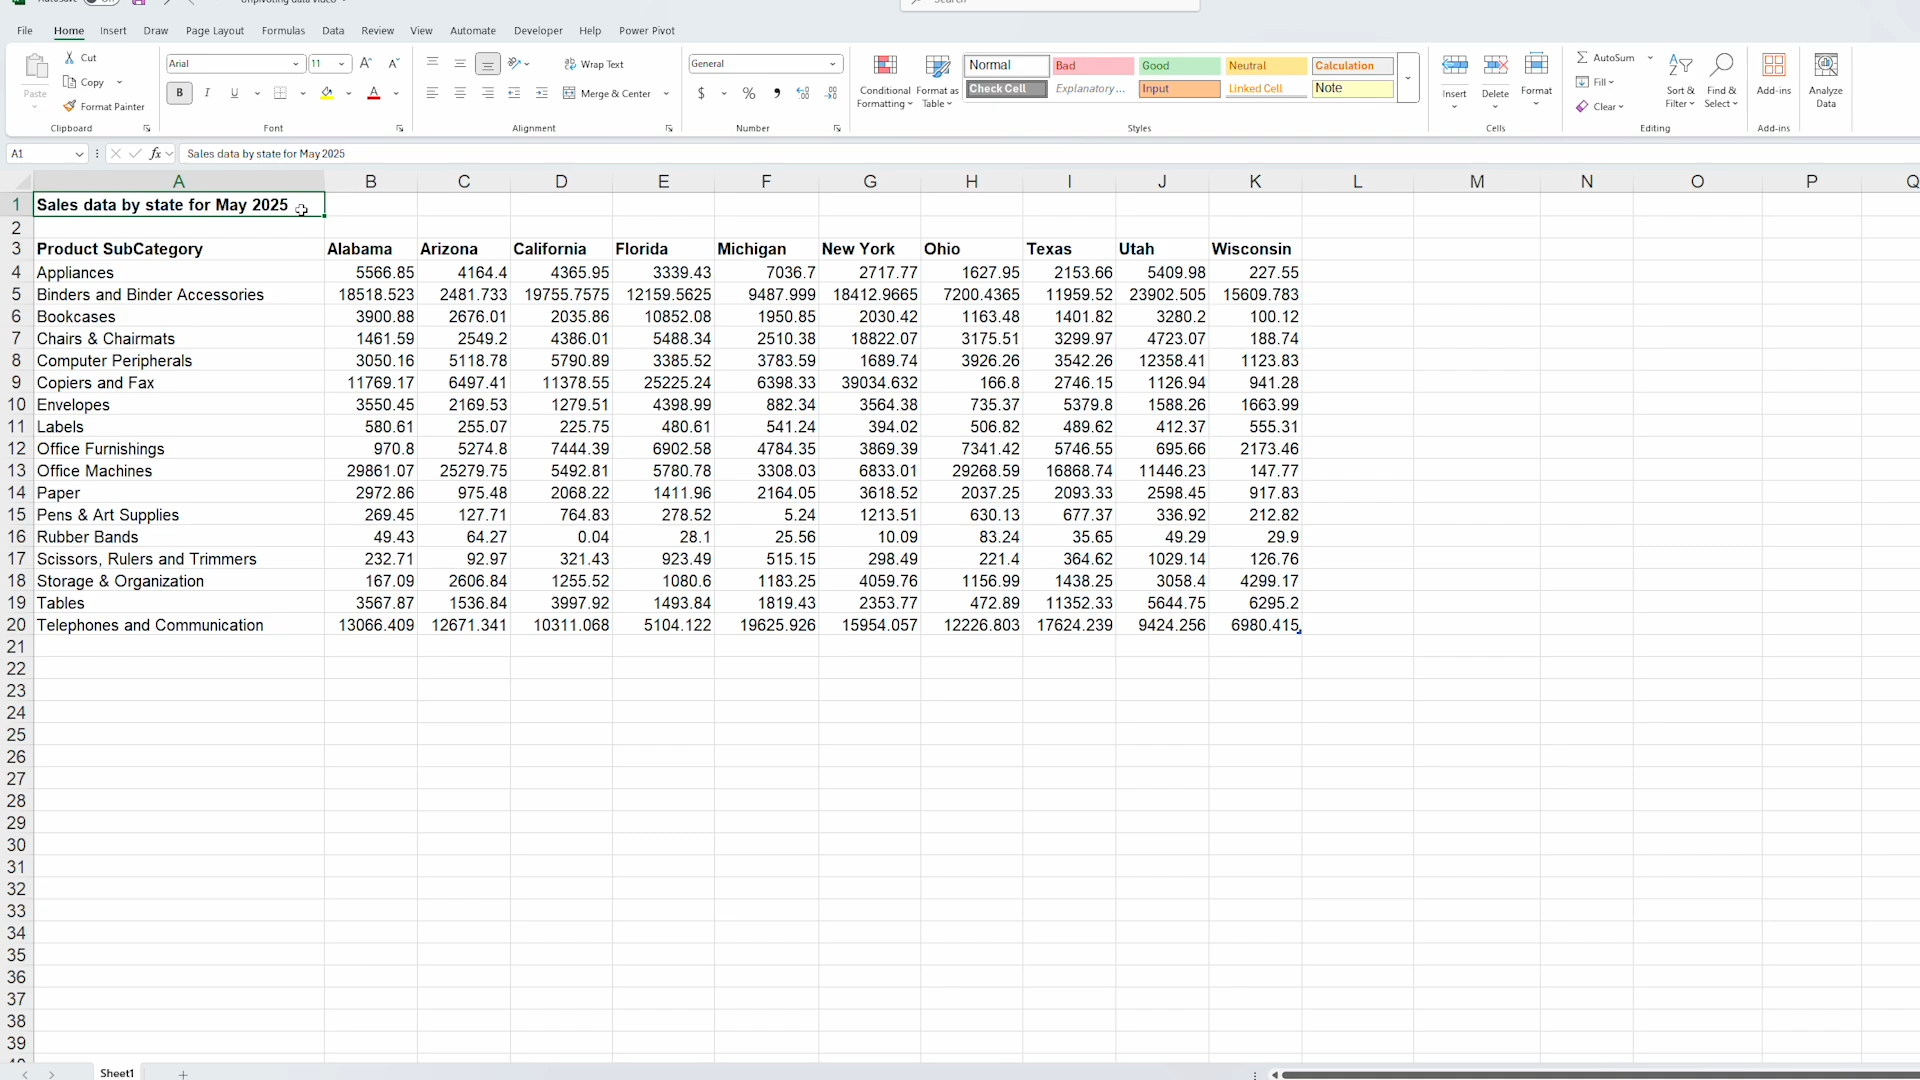 Unpivoting data video
Search
File Home Insert Draw Page Layout Formulas Data Review View Automate Developer Help Power Pivot
Paste Cut Copy Format Painter Clipboard
Arial 11 Font
Wrap Text Merge & Center Alignment
General Number
Conditional Formatting Format as Table
Normal Bad Good Neutral Calculation
Check Cell Explanatory... Input Linked Cell Note
Styles
Insert Delete Format Cells
AutoSum Fill Clear Sort & Filter Find & Select Editing
Add-ins Add-ins
Analyze Data
A1 fx Sales data by state for May 2025
A B C D E F G H I J K L M N O P Q
1 Sales data by state for May 2025
2
3 Product SubCategory Alabama Arizona California Florida Michigan New York Ohio Texas Utah Wisconsin
4 Appliances 5566.85 4164.4 4365.95 3339.43 7036.7 2717.77 1627.95 2153.66 5409.98 227.55
5 Binders and Binder Accessories 18518.523 2481.733 19755.7575 12159.5625 9487.999 18412.9665 7200.4365 11959.52 23902.505 15609.783
6 Bookcases 3900.88 2676.01 2035.86 10852.08 1950.85 2030.42 1163.48 1401.82 3280.2 100.12
7 Chairs & Chairmats 1461.59 2549.2 4386.01 5488.34 2510.38 18822.07 3175.51 3299.97 4723.07 188.74
8 Computer Peripherals 3050.16 5118.78 5790.89 3385.52 3783.59 1689.74 3926.26 3542.26 12358.41 1123.83
9 Copiers and Fax 11769.17 6497.41 11378.55 25225.24 6398.33 39034.632 166.8 2746.15 1126.94 941.28
10 Envelopes 3550.45 2169.53 1279.51 4398.99 882.34 3564.38 735.37 5379.8 1588.26 1663.99
11 Labels 580.61 255.07 225.75 480.61 541.24 394.02 506.82 489.62 412.37 555.31
12 Office Furnishings 970.8 5274.8 7444.39 6902.58 4784.35 3869.39 7341.42 5746.55 695.66 2173.46
13 Office Machines 29861.07 25279.75 5492.81 5780.78 3308.03 6833.01 29268.59 16868.74 11446.23 147.77
14 Paper 2972.86 975.48 2068.22 1411.96 2164.05 3618.52 2037.25 2093.33 2598.45 917.83
15 Pens & Art Supplies 269.45 127.71 764.83 278.52 5.24 1213.51 630.13 677.37 336.92 212.82
16 Rubber Bands 49.43 64.27 0.04 28.1 25.56 10.09 83.24 35.65 49.29 29.9
17 Scissors, Rulers and Trimmers 232.71 92.97 321.43 923.49 515.15 298.49 221.4 364.62 1029.14 126.76
18 Storage & Organization 167.09 2606.84 1255.52 1080.6 1183.25 4059.76 1156.99 1438.25 3058.4 4299.17
19 Tables 3567.87 1536.84 3997.92 1493.84 1819.43 2353.77 472.89 11352.33 5644.75 6295.2
20 Telephones and Communication 13066.409 12671.341 10311.068 5104.122 19625.926 15954.057 12226.803 17624.239 9424.256 6980.415
21
22
23
24
25
26
27
28
29
30
31
32
33
34
35
36
37
38
39
Sheet1